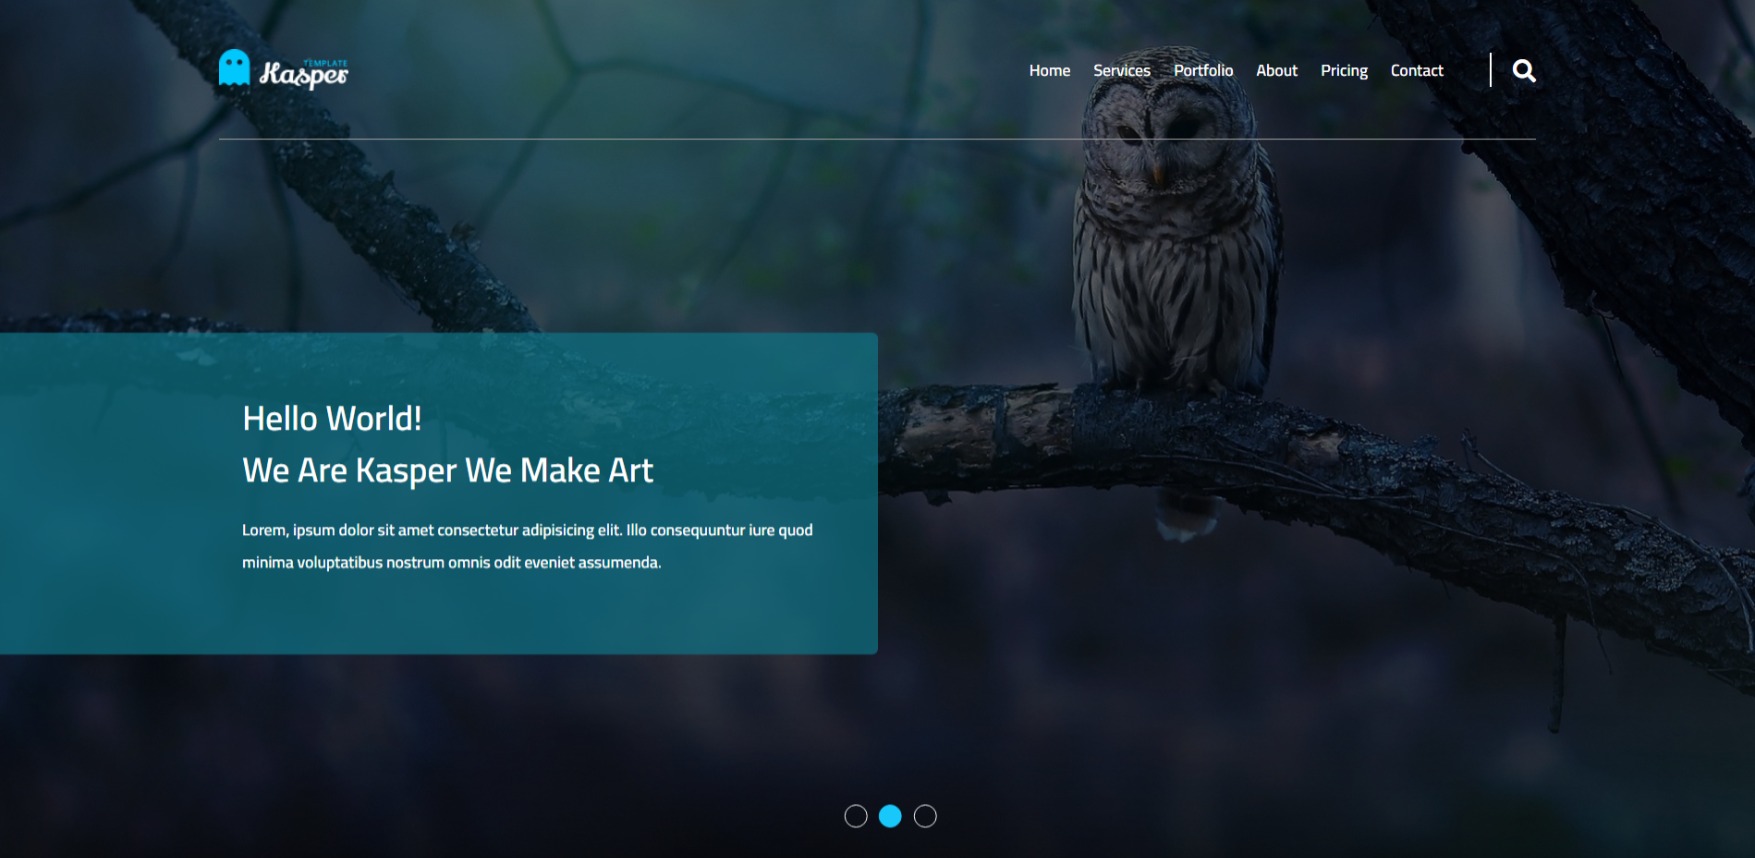 TEMPLATE
Kasper
Home Services Portfolio About Pricing Contact
Hello World!
We Are Kasper We Make Art
Lorem, ipsum dolor sit amet consectetur adipisicing elit. Illo consequuntur iure quod
minima voluptatibus nostrum omnis odit eveniet assumenda.